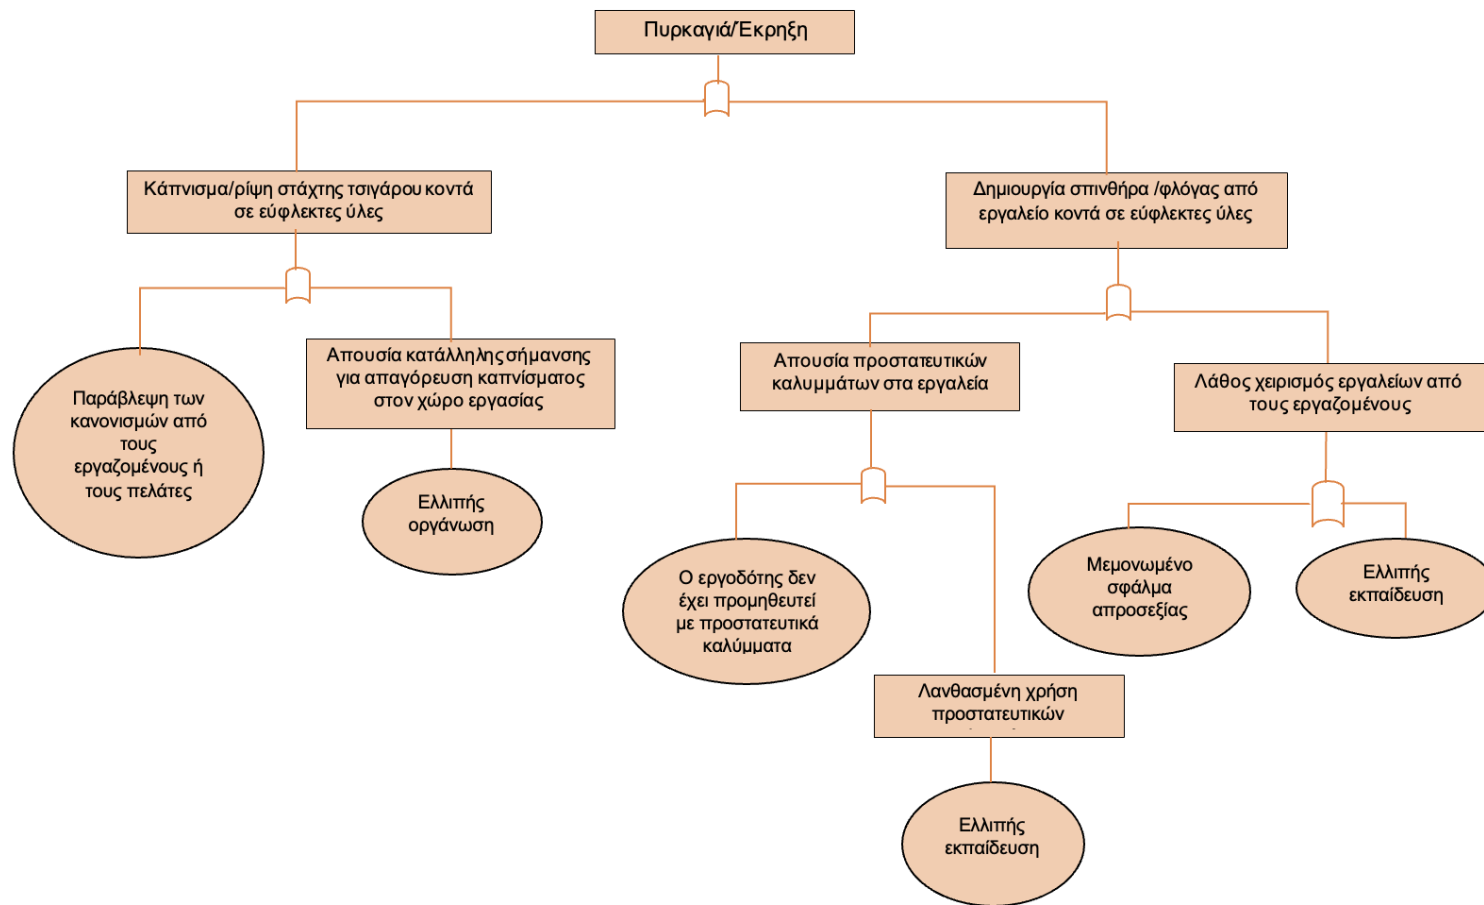 Πυρκαγιά/Έκρηξη
Κάπνισμα/ρίψη στάχτης τσιγάρου κοντά
σε εύφλεκτες ύλες
Δημιουργία σπινθήρα /φλόγας από
εργαλείο κοντά σε εύφλεκτες ύλες
Παράβλεψη των
κανονισμών από
τους
εργαζομένους ή
τους πελάτες
Απουσία κατάλληλης σήμανσης
για απαγόρευση καπνίσματος
στον χώρο εργασίας
Ελλιπής
οργάνωση
Απουσία προστατευτικών
καλυμμάτων στα εργαλεία
Λάθος χειρισμός εργαλείων από
τους εργαζομένους
Ο εργοδότης δεν
έχει προμηθευτεί
με προστατευτικά
καλύμματα
Μεμονωμένο
σφάλμα
απροσεξίας
Ελλιπής
εκπαίδευση
Λανθασμένη χρήση
προστατευτικών
Ελλιπής
εκπαίδευση